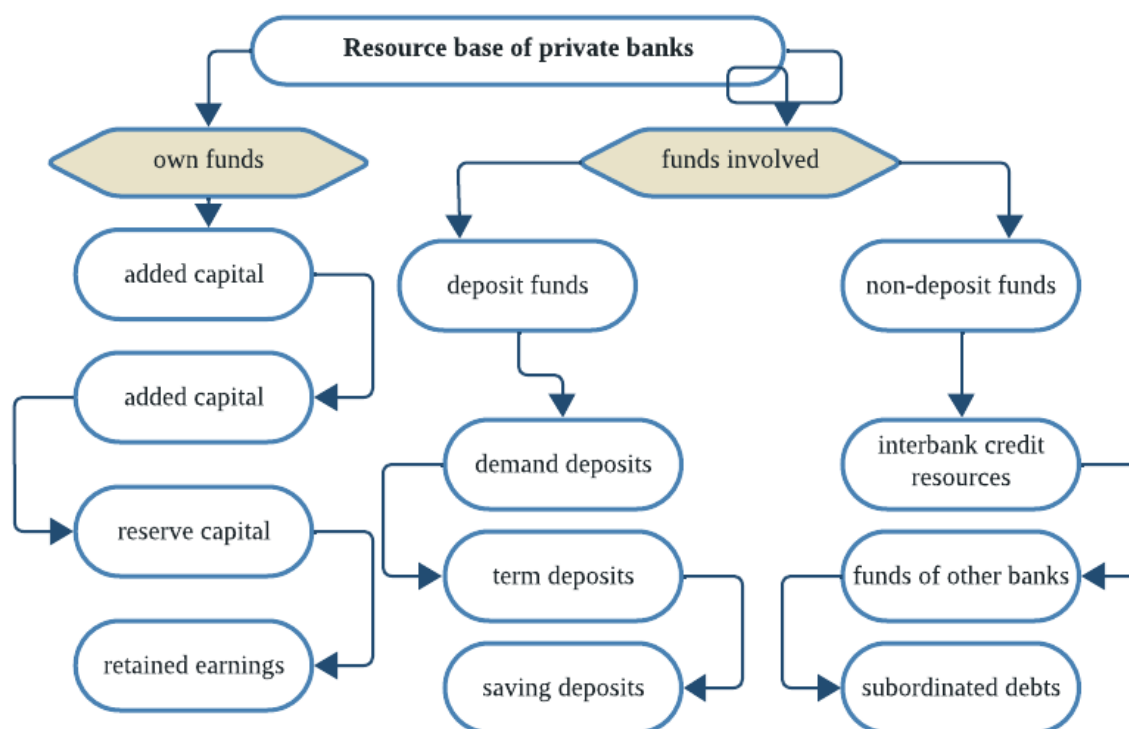 Resource base of private banks
own funds
funds involved
added capital
deposit funds
non-deposit funds
added capital
demand deposits
interbank credit
resources
reserve capital
term deposits
funds of other banks
retained earnings
saving deposits
subordinated debts